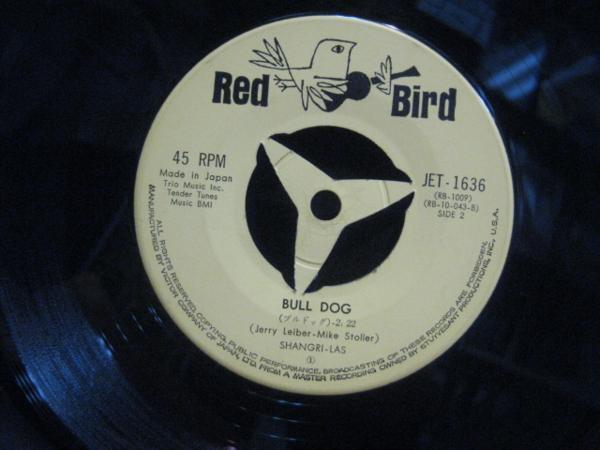 Red Bird
45 RPM
Made in Japan
Trio Music Inc.
Tender Tunes
Music BMI
JET-1636
(RB-1009)
(RB-10-043-B)
SIDE 2
BULL DOG
(ブルドッグ)-2.22
(Jerry Leiber-Mike Stoller)
SHANGRI-LAS
①
ALL RIGHTS RESERVED, COPYING, PUBLIC PERFORMANCE, BROADCASTING OF THESE RECORDS ARE FORBIDDEN.
MANUFACTURED BY VICTOR COMPANY OF JAPAN, LTD. FROM A MASTER RECORDING OWNED BY STVYESANT PRODUCTIONS, INC, U.S.A.